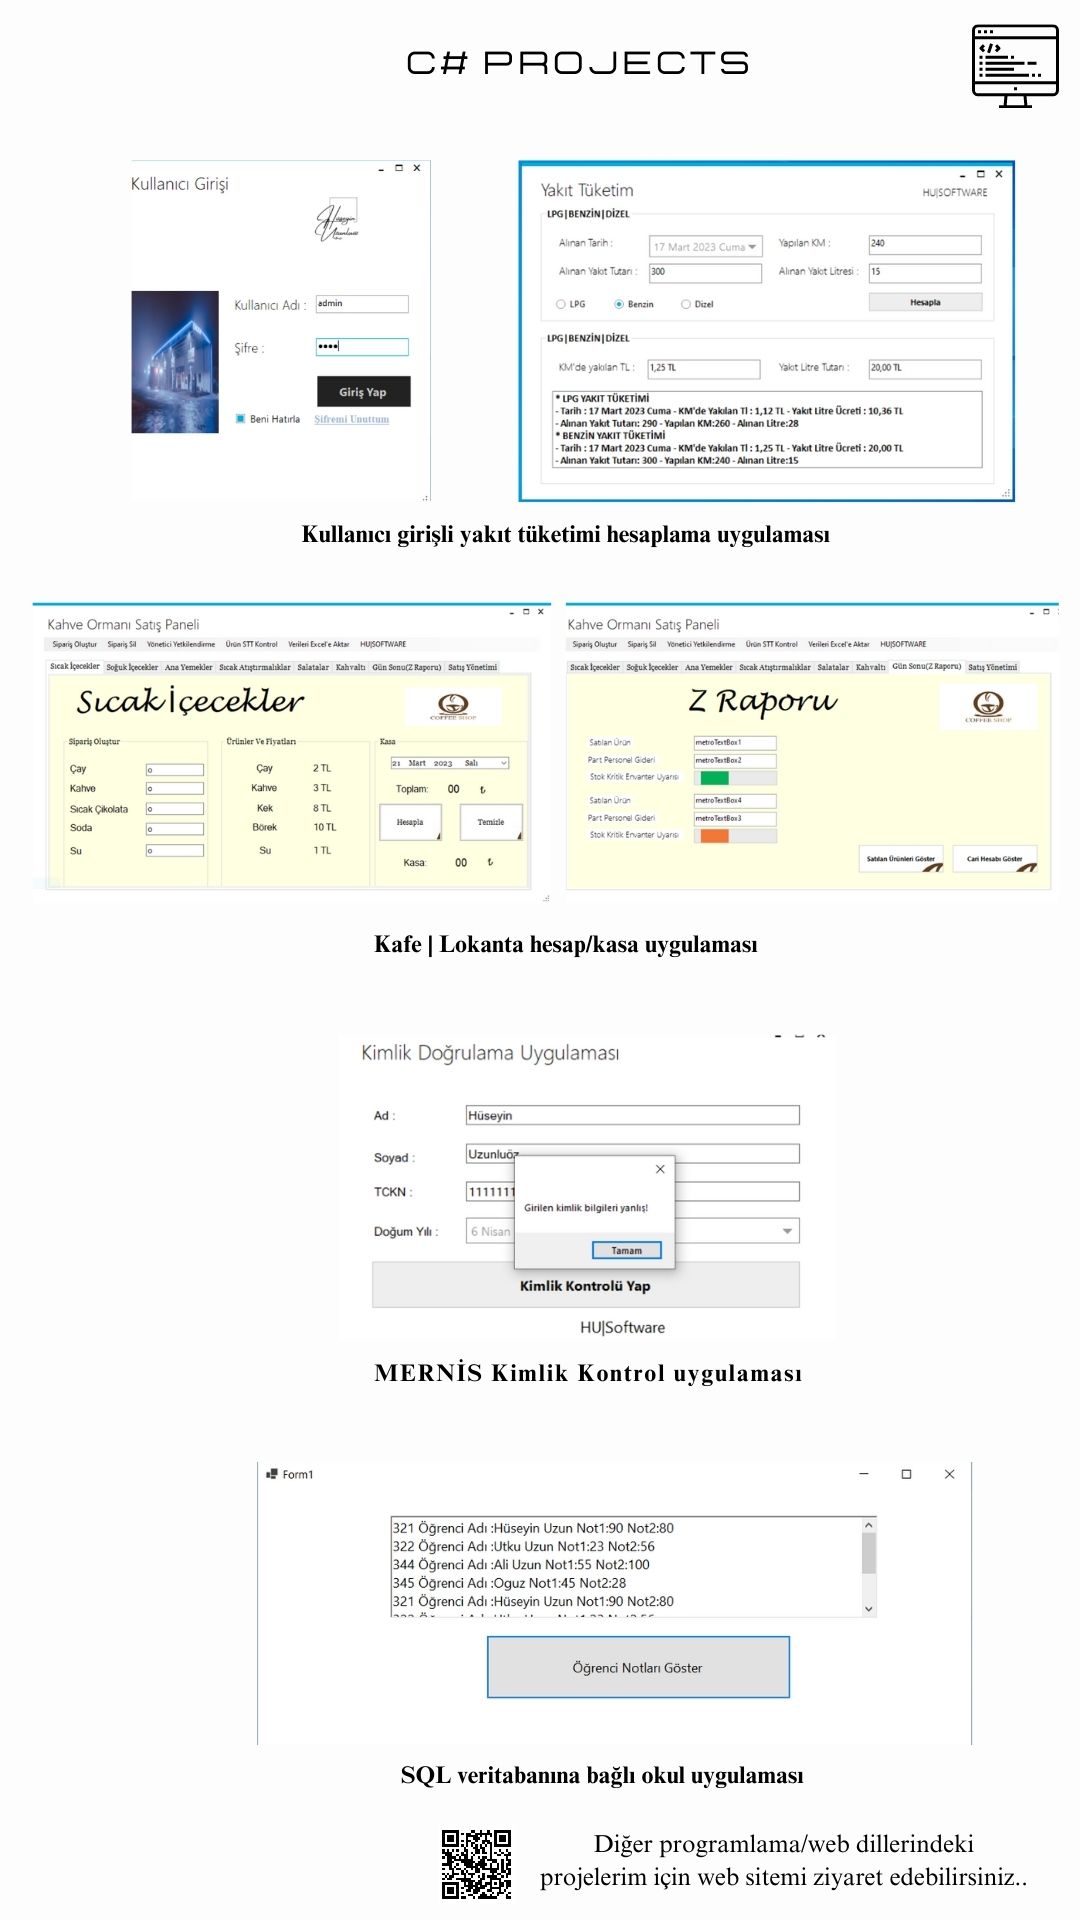 C# PROJECTS
Kullanıcı Girişi
Hüseyin
Uzunluöz
Kullanıcı Adı : admin
Şifre : ••••
Giriş Yap
Beni Hatırla Şifremi Unuttum
Yakıt Tüketim
HU|SOFTWARE
LPG|BENZİN|DİZEL
Alınan Tarih : 17 Mart 2023 Cuma Yapılan KM : 240
Alınan Yakıt Tutarı : 300 Alınan Yakıt Litresi : 15
LPG Benzin Dizel Hesapla
LPG|BENZİN|DİZEL
KM'de yakılan TL : 1,25 TL Yakıt Litre Tutarı : 20,00 TL
* LPG YAKIT TÜKETİMİ
- Tarih : 17 Mart 2023 Cuma - KM'de Yakılan Tl : 1,12 TL - Yakıt Litre Ücreti : 10,36 TL
- Alınan Yakıt Tutarı: 290 - Yapılan KM:260 - Alınan Litre:28
* BENZİN YAKIT TÜKETİMİ
- Tarih : 17 Mart 2023 Cuma - KM'de Yakılan Tl : 1,25 TL - Yakıt Litre Ücreti : 20,00 TL
- Alınan Yakıt Tutarı: 300 - Yapılan KM:240 - Alınan Litre:15
Kullanıcı girişli yakıt tüketimi hesaplama uygulaması
Kahve Ormanı Satış Paneli
Sipariş Oluştur Sipariş Sil Yönetici Yetkilendirme Ürün STT Kontrol Verileri Excel'e Aktar HU|SOFTWARE
Sıcak İçecekler Soğuk İçecekler Ana Yemekler Sıcak Atıştırmalıklar Salatalar Kahvaltı Gün Sonu(Z Raporu) Satış Yönetimi
Sıcak İçecekler
COFFEE SHOP
Sipariş Oluştur Ürünler Ve Fiyatları Kasa
Çay 0 Çay 2 TL 21 Mart 2023 Salı
Kahve 0 Kahve 3 TL Toplam: 00 ₺
Sıcak Çikolata 0 Kek 8 TL
Soda 0 Börek 10 TL Hesapla Temizle
Su 0 Su 1 TL Kasa: 00 ₺
Kahve Ormanı Satış Paneli
Sipariş Oluştur Sipariş Sil Yönetici Yetkilendirme Ürün STT Kontrol Verileri Excel'e Aktar HU|SOFTWARE
Sıcak İçecekler Soğuk İçecekler Ana Yemekler Sıcak Atıştırmalıklar Salatalar Kahvaltı Gün Sonu(Z Raporu) Satış Yönetimi
Z Raporu
COFFEE SHOP
Satılan Ürün metroTextBox1
Part Personel Gideri metroTextBox2
Stok Kritik Envanter Uyarısı
Satılan Ürün metroTextBox4
Part Personel Gideri metroTextBox3
Stok Kritik Envanter Uyarısı
Satılan Ürünleri Göster Cari Hesabı Göster
Kafe | Lokanta hesap/kasa uygulaması
Kimlik Doğrulama Uygulaması
Ad : Hüseyin
Soyad : Uzunluöz
TCKN : 1111111
Girilen kimlik bilgileri yanlış!
Doğum Yılı : 6 Nisan
Tamam
Kimlik Kontrolü Yap
HU|Software
MERNİS Kimlik Kontrol uygulaması
Form1
321 Öğrenci Adı :Hüseyin Uzun Not1:90 Not2:80
322 Öğrenci Adı :Utku Uzun Not1:23 Not2:56
344 Öğrenci Adı :Ali Uzun Not1:55 Not2:100
345 Öğrenci Adı :Oguz Not1:45 Not2:28
321 Öğrenci Adı :Hüseyin Uzun Not1:90 Not2:80
322 Öğrenci Adı :Utku Uzun Not1:23 Not2:56
Öğrenci Notları Göster
SQL veritabanına bağlı okul uygulaması
Diğer programlama/web dillerindeki
projelerim için web sitemi ziyaret edebilirsiniz..